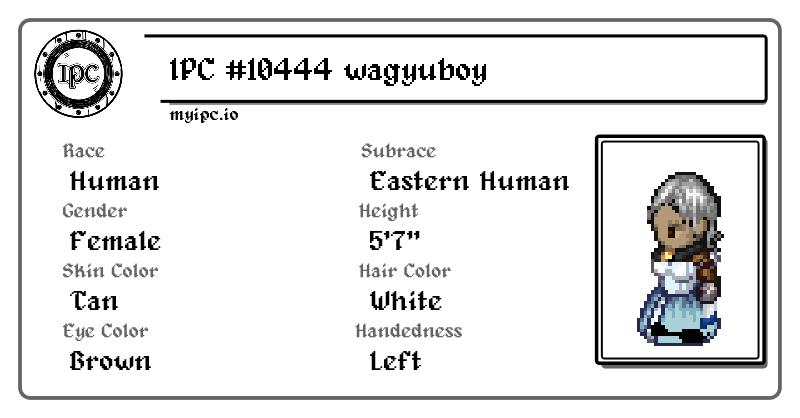 IPC
IPC #10444 wagyuboy
myipc.io
Race
Human
Subrace
Eastern Human
Gender
Female
Height
5'7"
Skin Color
Tan
Hair Color
White
Eye Color
Brown
Handedness
Left